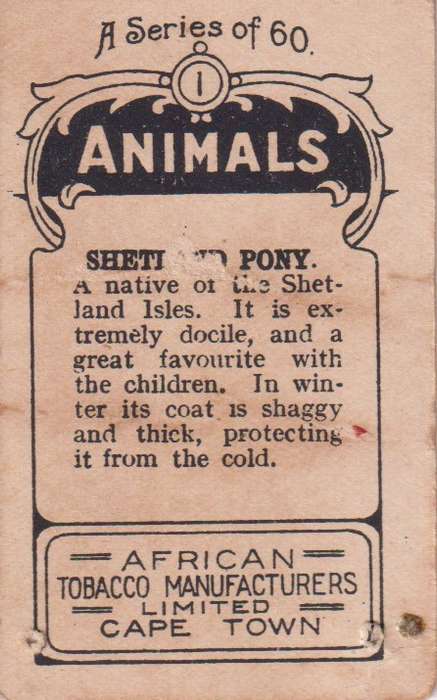 A Series of 60.
1
ANIMALS
SHETLAND PONY.
A native of the Shet-
land Isles. It is ex-
tremely docile, and a
great favourite with
the children. In win-
ter its coat is shaggy
and thick, protecting
it from the cold.
AFRICAN
TOBACCO MANUFACTURERS
LIMITED
CAPE TOWN